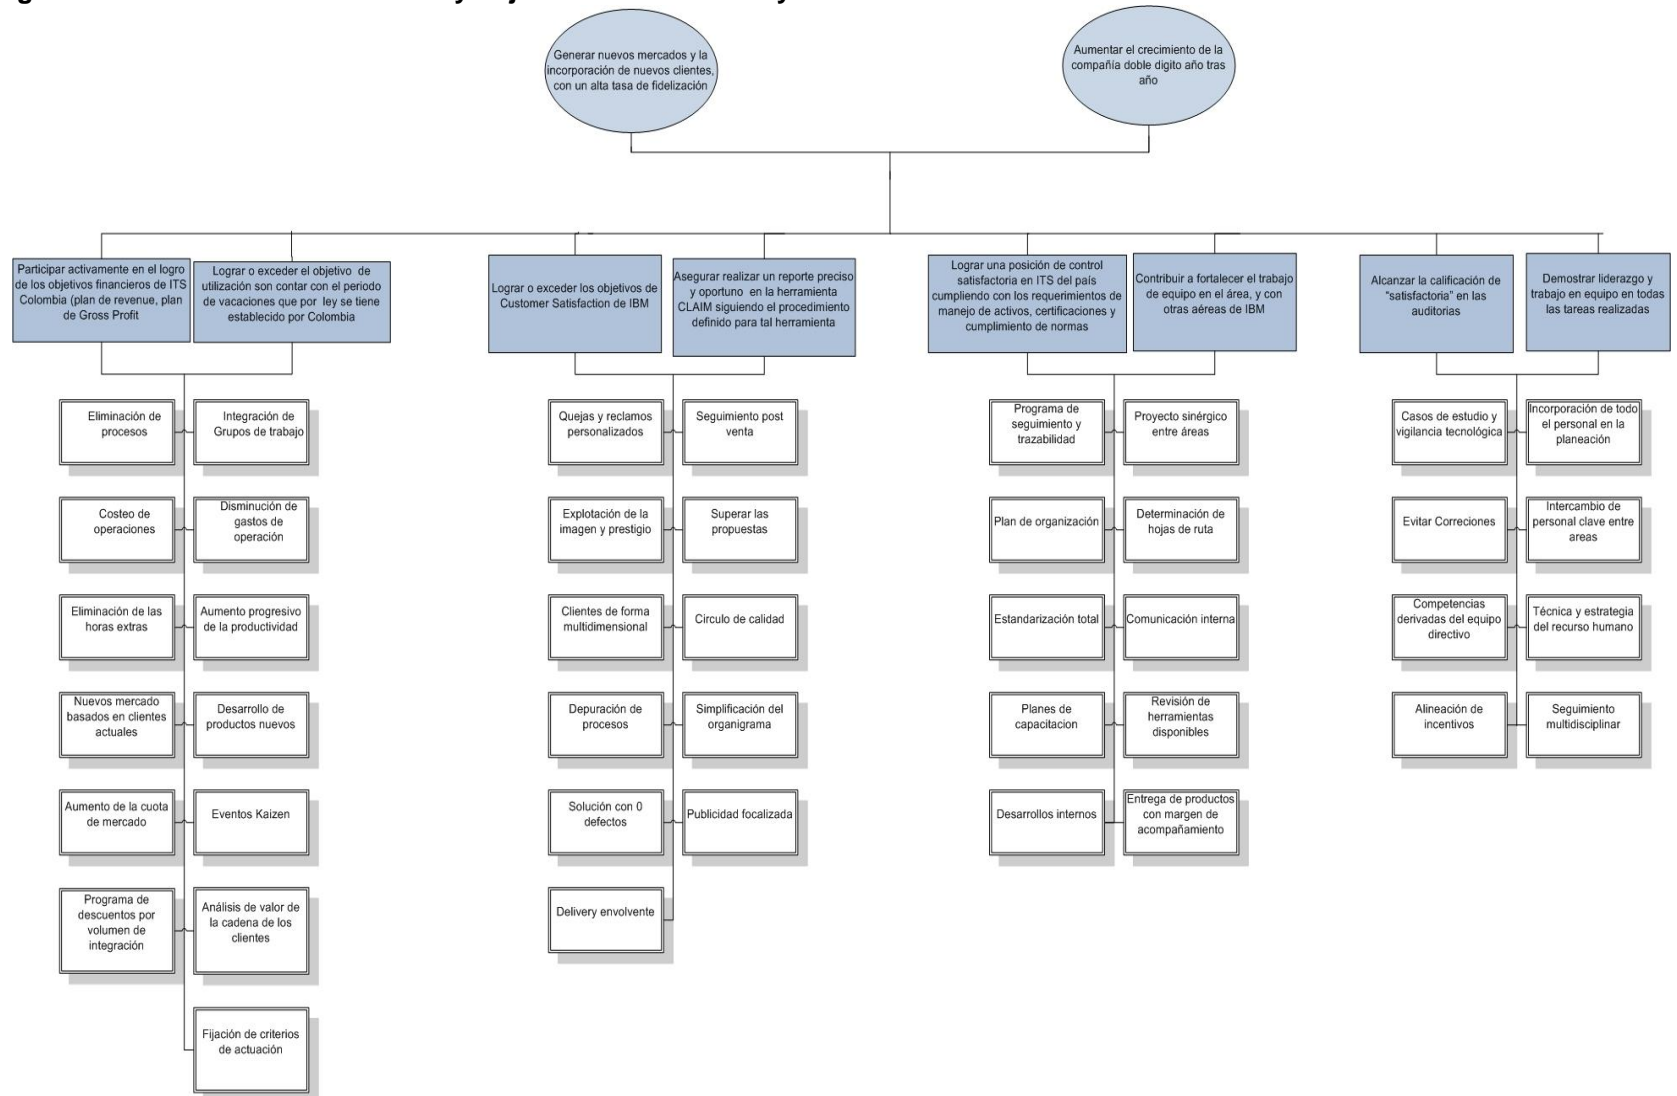 Generar nuevos mercados y la
incorporación de nuevos clientes,
con un alta tasa de fidelización
Aumentar el crecimiento de la
compañía doble digito año tras
año
Participar activamente en el logro
de los objetivos financieros de ITS
Colombia (plan de revenue, plan
de Gross Profit
Lograr o exceder el objetivo de
utilización son contar con el periodo
de vacaciones que por ley se tiene
establecido por Colombia
Lograr o exceder los objetivos de
Customer Satisfaction de IBM
Asegurar realizar un reporte preciso
y oportuno en la herramienta
CLAIM siguiendo el procedimiento
definido para tal herramienta
Lograr una posición de control
satisfactoria en ITS del país
cumpliendo con los requerimientos de
manejo de activos, certificaciones y
cumplimiento de normas
Contribuir a fortalecer el trabajo
de equipo en el área, y con
otras aéreas de IBM
Alcanzar la calificación de
"satisfactoria" en las
auditorias
Demostrar liderazgo y
trabajo en equipo en todas
las tareas realizadas
Eliminación de
procesos
Integración de
Grupos de trabajo
Costeo de
operaciones
Disminución de
gastos de
operación
Eliminación de las
horas extras
Aumento progresivo
de la productividad
Nuevos mercado
basados en clientes
actuales
Desarrollo de
productos nuevos
Aumento de la cuota
de mercado
Eventos Kaizen
Programa de
descuentos por
volumen de
integración
Análisis de valor de
la cadena de los
clientes
Fijación de criterios
de actuación
Quejas y reclamos
personalizados
Seguimiento post
venta
Explotación de la
imagen y prestigio
Superar las
propuestas
Clientes de forma
multidimensional
Circulo de calidad
Depuración de
procesos
Simplificación del
organigrama
Solución con 0
defectos
Publicidad focalizada
Delivery envolvente
Programa de
seguimiento y
trazabilidad
Proyecto sinérgico
entre áreas
Plan de organización
Determinación de
hojas de ruta
Estandarización total
Comunicación interna
Planes de
capacitacion
Revisión de
herramientas
disponibles
Desarrollos internos
Entrega de productos
con margen de
acompañamiento
Casos de estudio y
vigilancia tecnológica
Incorporación de todo
el personal en la
planeación
Evitar Correciones
Intercambio de
personal clave entre
areas
Competencias
derivadas del equipo
directivo
Técnica y estrategia
del recurso humano
Alineación de
incentivos
Seguimiento
multidisciplinar